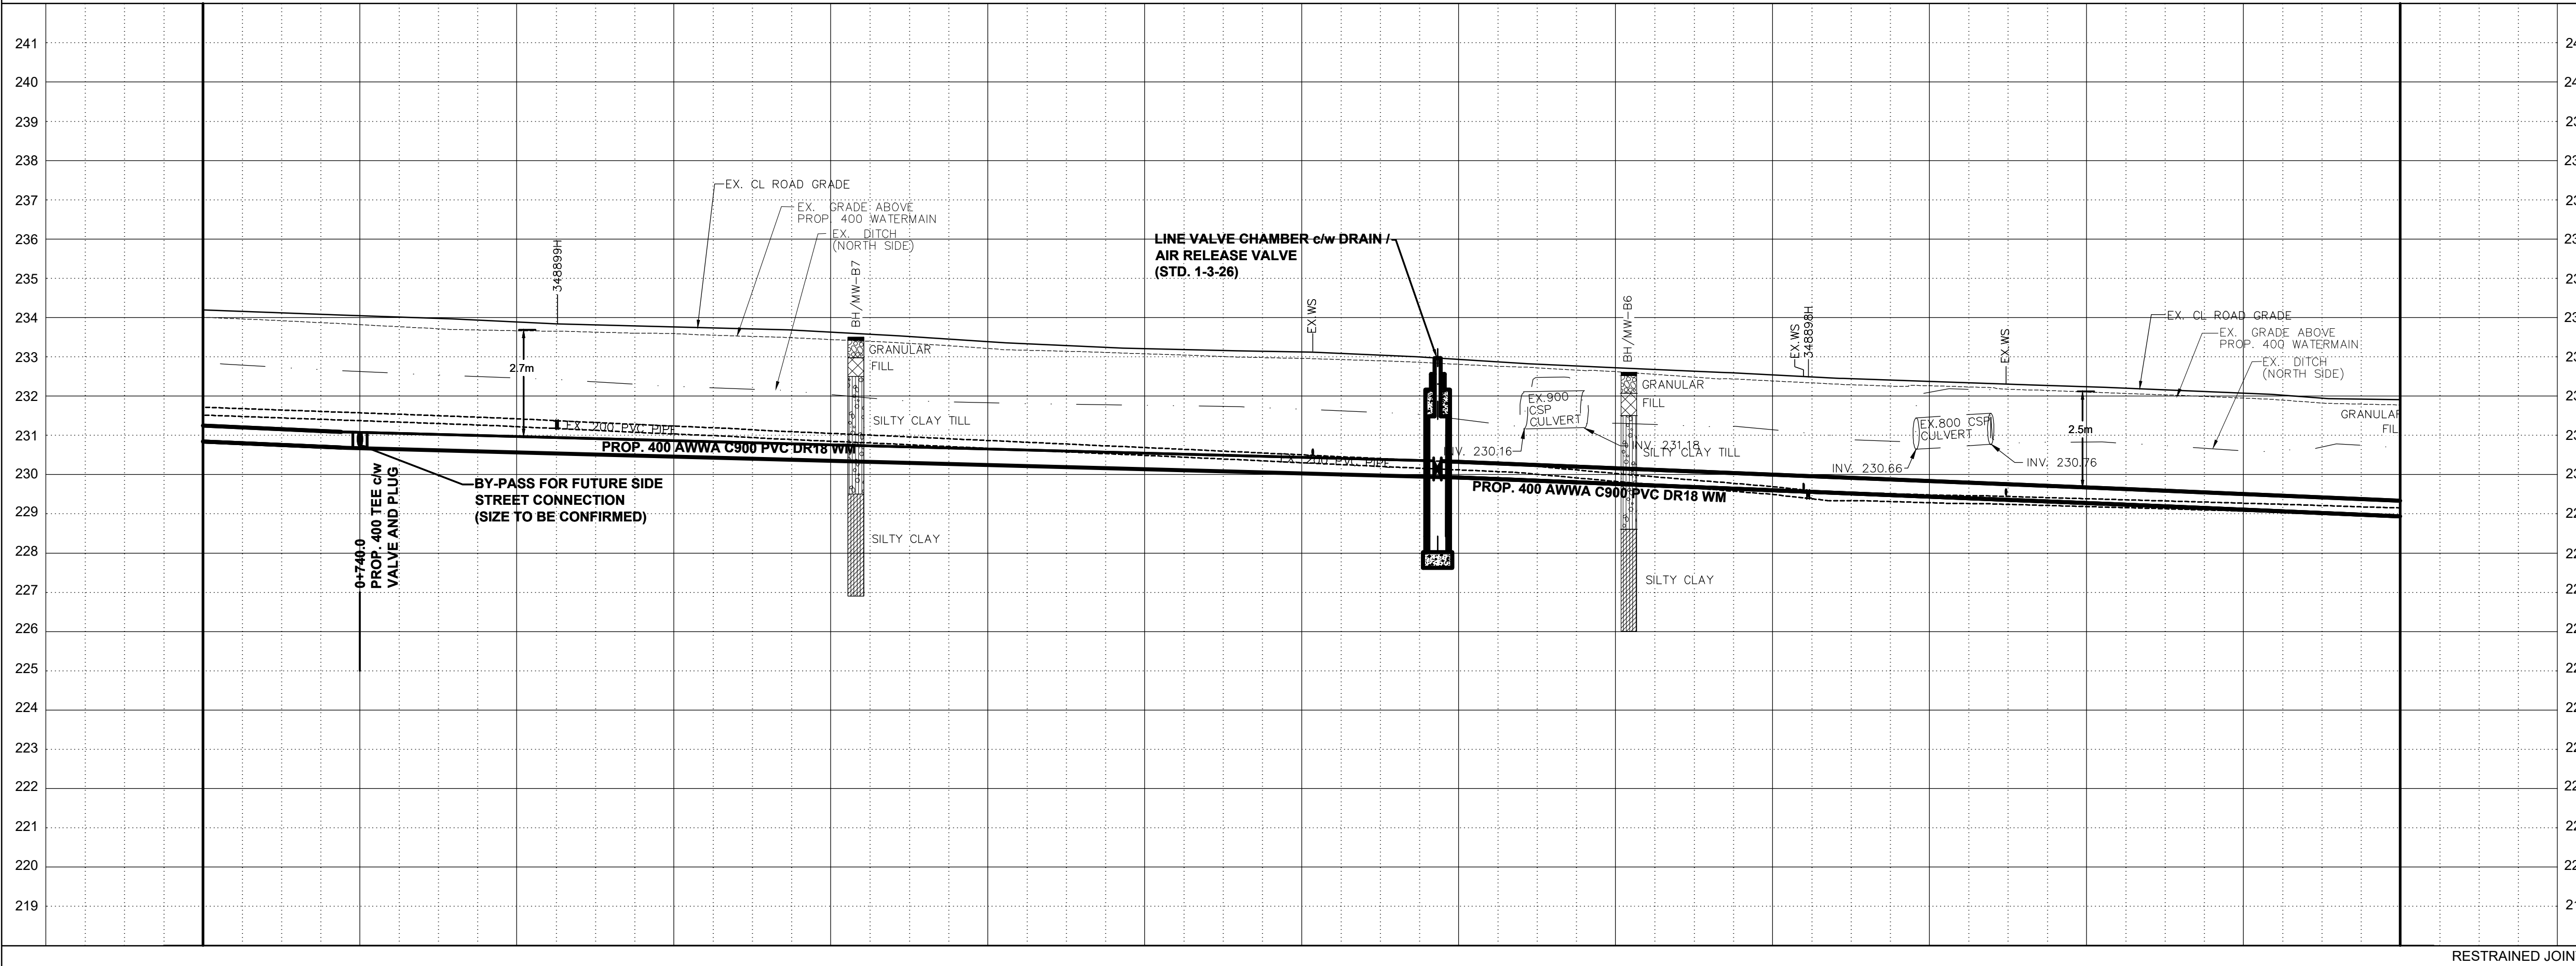 241
240
239
238
237
236
235
234
233
232
231
230
229
228
227
226
225
224
223
222
221
220
219
EX. CL ROAD GRADE
EX. GRADE ABOVE
PROP. 400 WATERMAIN
EX. DITCH
(NORTH SIDE)
348899H
2.7m
BH/MW-B7
GRANULAR
FILL
SILTY CLAY TILL
SILTY CLAY
EX. 200 PVC PIPE
PROP. 400 AWWA C900 PVC DR18 WM
BY-PASS FOR FUTURE SIDE
STREET CONNECTION
(SIZE TO BE CONFIRMED)
0+740.0
PROP. 400 TEE c/w
VALVE AND PLUG
LINE VALVE CHAMBER c/w DRAIN /
AIR RELEASE VALVE
(STD. 1-3-26)
EX.WS
EX. 200 PVC PIPE
INV. 230.16
EX.900
CSP
CULVERT
INV. 231.18
BH/MW-B6
GRANULAR
FILL
SILTY CLAY TILL
SILTY CLAY
PROP. 400 AWWA C900 PVC DR18 WM
EX.WS
348898H
EX.800 CSP
CULVERT
INV. 230.66
INV. 230.76
EX.WS
2.5m
EX. CL ROAD GRADE
EX. GRADE ABOVE
PROP. 400 WATERMAIN
EX. DITCH
(NORTH SIDE)
GRANULAR
FIL
RESTRAINED JOIN